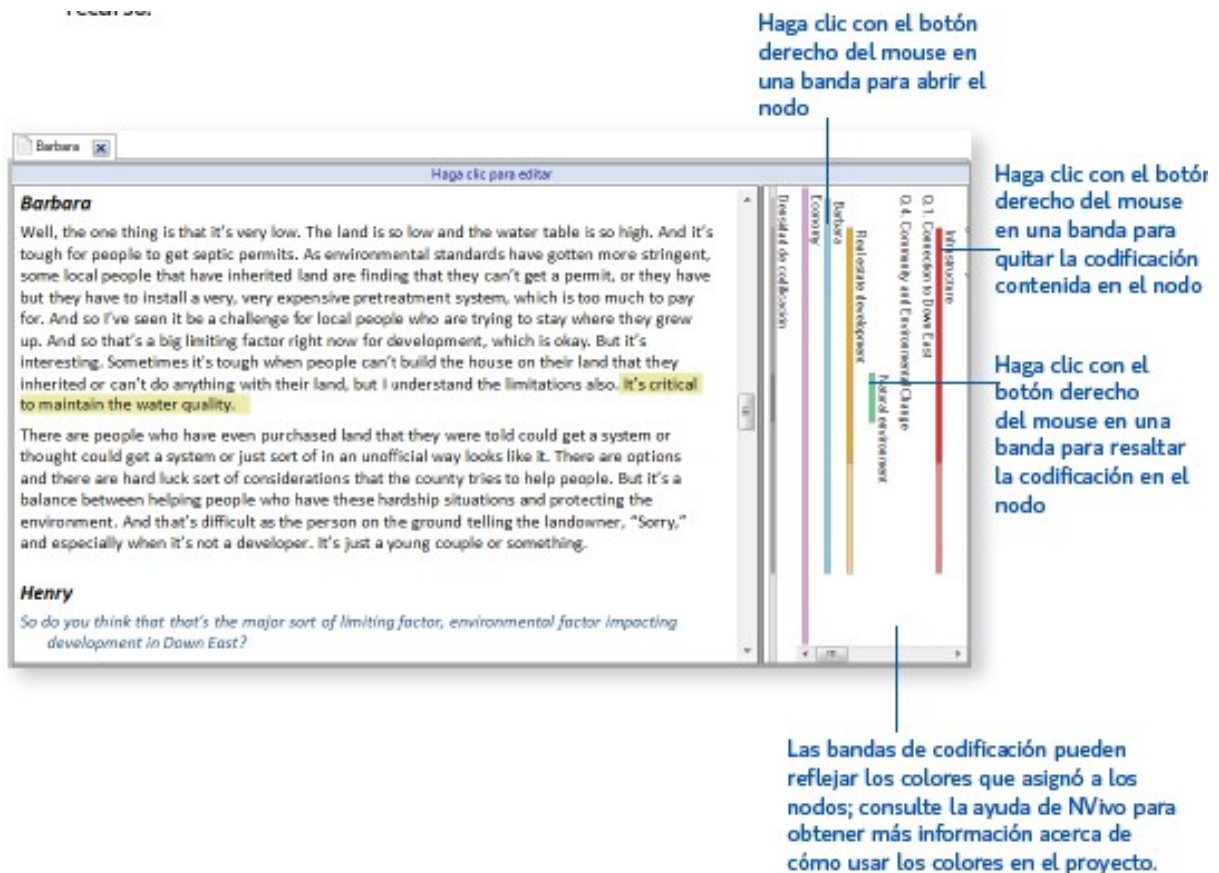 recurso.
Haga clic con el botón
derecho del mouse en
una banda para abrir el
nodo
Barbara
Haga clic para editar
Barbara
Well, the one thing is that it's very low. The land is so low and the water table is so high. And it's
tough for people to get septic permits. As environmental standards have gotten more stringent,
some local people that have inherited land are finding that they can't get a permit, or they have
but they have to install a very, very expensive pretreatment system, which is too much to pay
for. And so I've seen it be a challenge for local people who are trying to stay where they grew
up. And so that's a big limiting factor right now for development, which is okay. But it's
interesting. Sometimes it's tough when people can't build the house on their land that they
inherited or can't do anything with their land, but I understand the limitations also. It's critical
to maintain the water quality.
There are people who have even purchased land that they were told could get a system or
thought could get a system or just sort of in an unofficial way looks like it. There are options
and there are hard luck sort of considerations that the county tries to help people. But it's a
balance between helping people who have these hardship situations and protecting the
environment. And that's difficult as the person on the ground telling the landowner, “Sorry,”
and especially when it's not a developer. It's just a young couple or something.
Henry
So do you think that that's the major sort of limiting factor, environmental factor impacting
development in Down East?
Densidad de codificación
Economy
Barbara
Real estate development
Natural environment
Q.4. Community and Environmental Change
Q.1. Connection to Down East
Infrastructure
Haga clic con el botón
derecho del mouse
en una banda para
quitar la codificación
contenida en el nodo
Haga clic con el
botón derecho
del mouse en una
banda para resaltar
la codificación en el
nodo
Las bandas de codificación pueden
reflejar los colores que asignó a los
nodos; consulte la ayuda de NVivo para
obtener más información acerca de
cómo usar los colores en el proyecto.